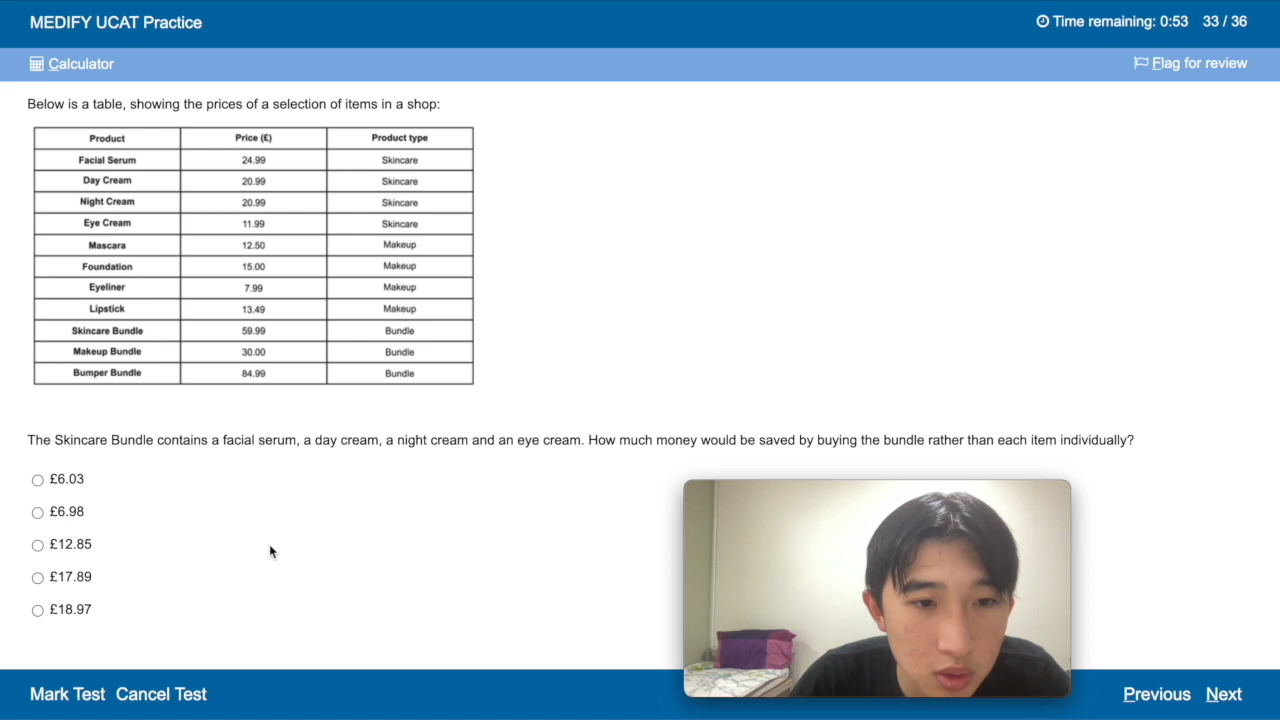 MEDIFY UCAT Practice
Time remaining: 0:53 33 / 36
Calculator
Flag for review
Below is a table, showing the prices of a selection of items in a shop:
Product Price (£) Product type
Facial Serum 24.99 Skincare
Day Cream 20.99 Skincare
Night Cream 20.99 Skincare
Eye Cream 11.99 Skincare
Mascara 12.50 Makeup
Foundation 15.00 Makeup
Eyeliner 7.99 Makeup
Lipstick 13.49 Makeup
Skincare Bundle 59.99 Bundle
Makeup Bundle 30.00 Bundle
Bumper Bundle 84.99 Bundle
The Skincare Bundle contains a facial serum, a day cream, a night cream and an eye cream. How much money would be saved by buying the bundle rather than each item individually?
£6.03
£6.98
£12.85
£17.89
£18.97
Mark Test Cancel Test
Previous Next